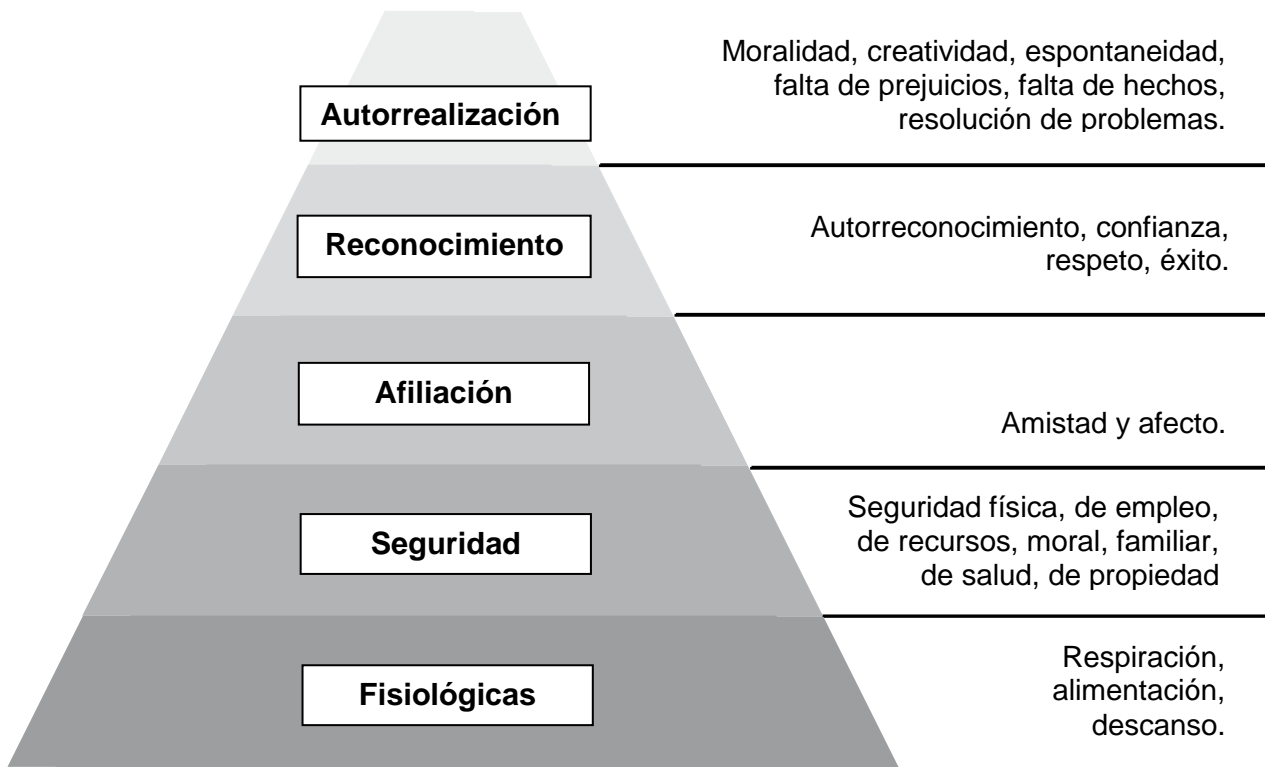 Moralidad, creatividad, espontaneidad,
falta de prejuicios, falta de hechos,
resolución de problemas.
Autorrealización
Reconocimiento
Autorreconocimiento, confianza,
respeto, éxito.
Afiliación
Amistad y afecto.
Seguridad
Seguridad física, de empleo,
de recursos, moral, familiar,
de salud, de propiedad
Fisiológicas
Respiración,
alimentación,
descanso.